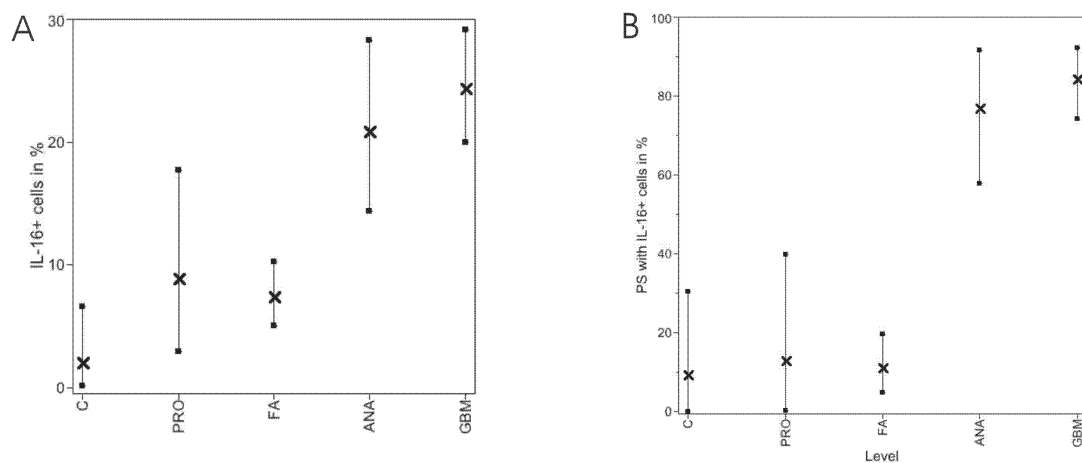 A
IL-16+ cells in %
30
20
10
0
C
PRO
FA
ANA
GBM
B
PS with IL-16+ cells in %
100
80
60
40
20
0
C
PRO
FA
ANA
GBM
Level